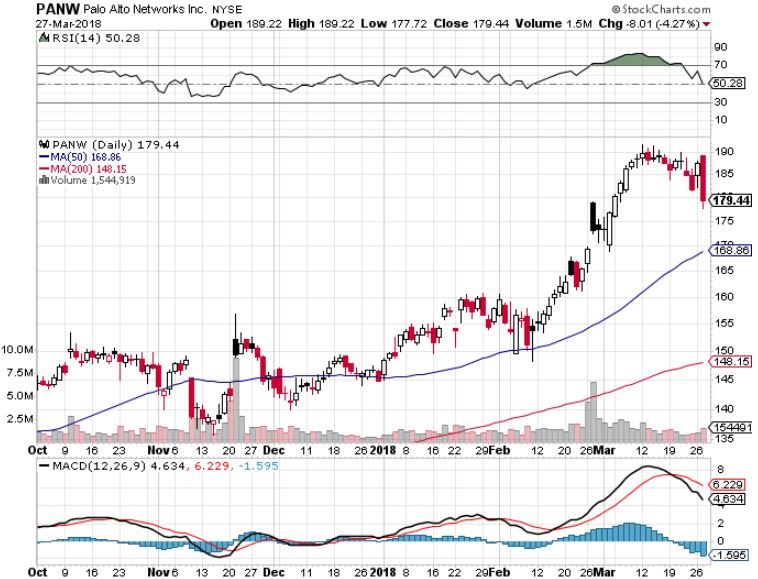 PANW Palo Alto Networks Inc. NYSE © StockCharts.com
27-Mar-2018 Open 189.22 High 189.22 Low 177.72 Close 179.44 Volume 1.5M Chg -8.01 (-4.27%)
RSI(14) 50.28
90
70
50.28
30
10
PANW (Daily) 179.44
MA(50) 168.86
MA(200) 148.15
Volume 1,544,919
190
185
179.44
175
170
168.86
165
160
155
150
148.15
145
140
154491
135
10.0M
7.5M
5.0M
2.5M
Oct 9 16 23 Nov 6 13 20 27 Dec 11 18 26 2018 8 16 22 29 Feb 12 20 26 Mar 12 19 26
MACD(12,26,9) 4.634, 6.229, -1.595
8
6.229
4.634
2
0
-1.595
Oct 9 16 23 Nov 6 13 20 27 Dec 11 18 26 2018 8 16 22 29 Feb 12 20 26 Mar 12 19 26